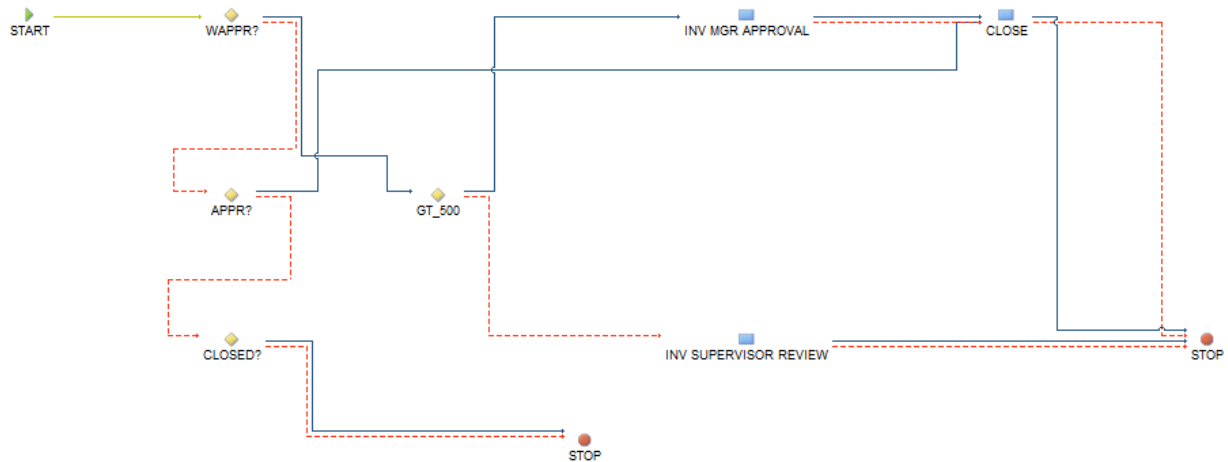 START
WAPPR?
INV MGR APPROVAL
CLOSE
APPR?
GT_500
CLOSED?
INV SUPERVISOR REVIEW
STOP
STOP